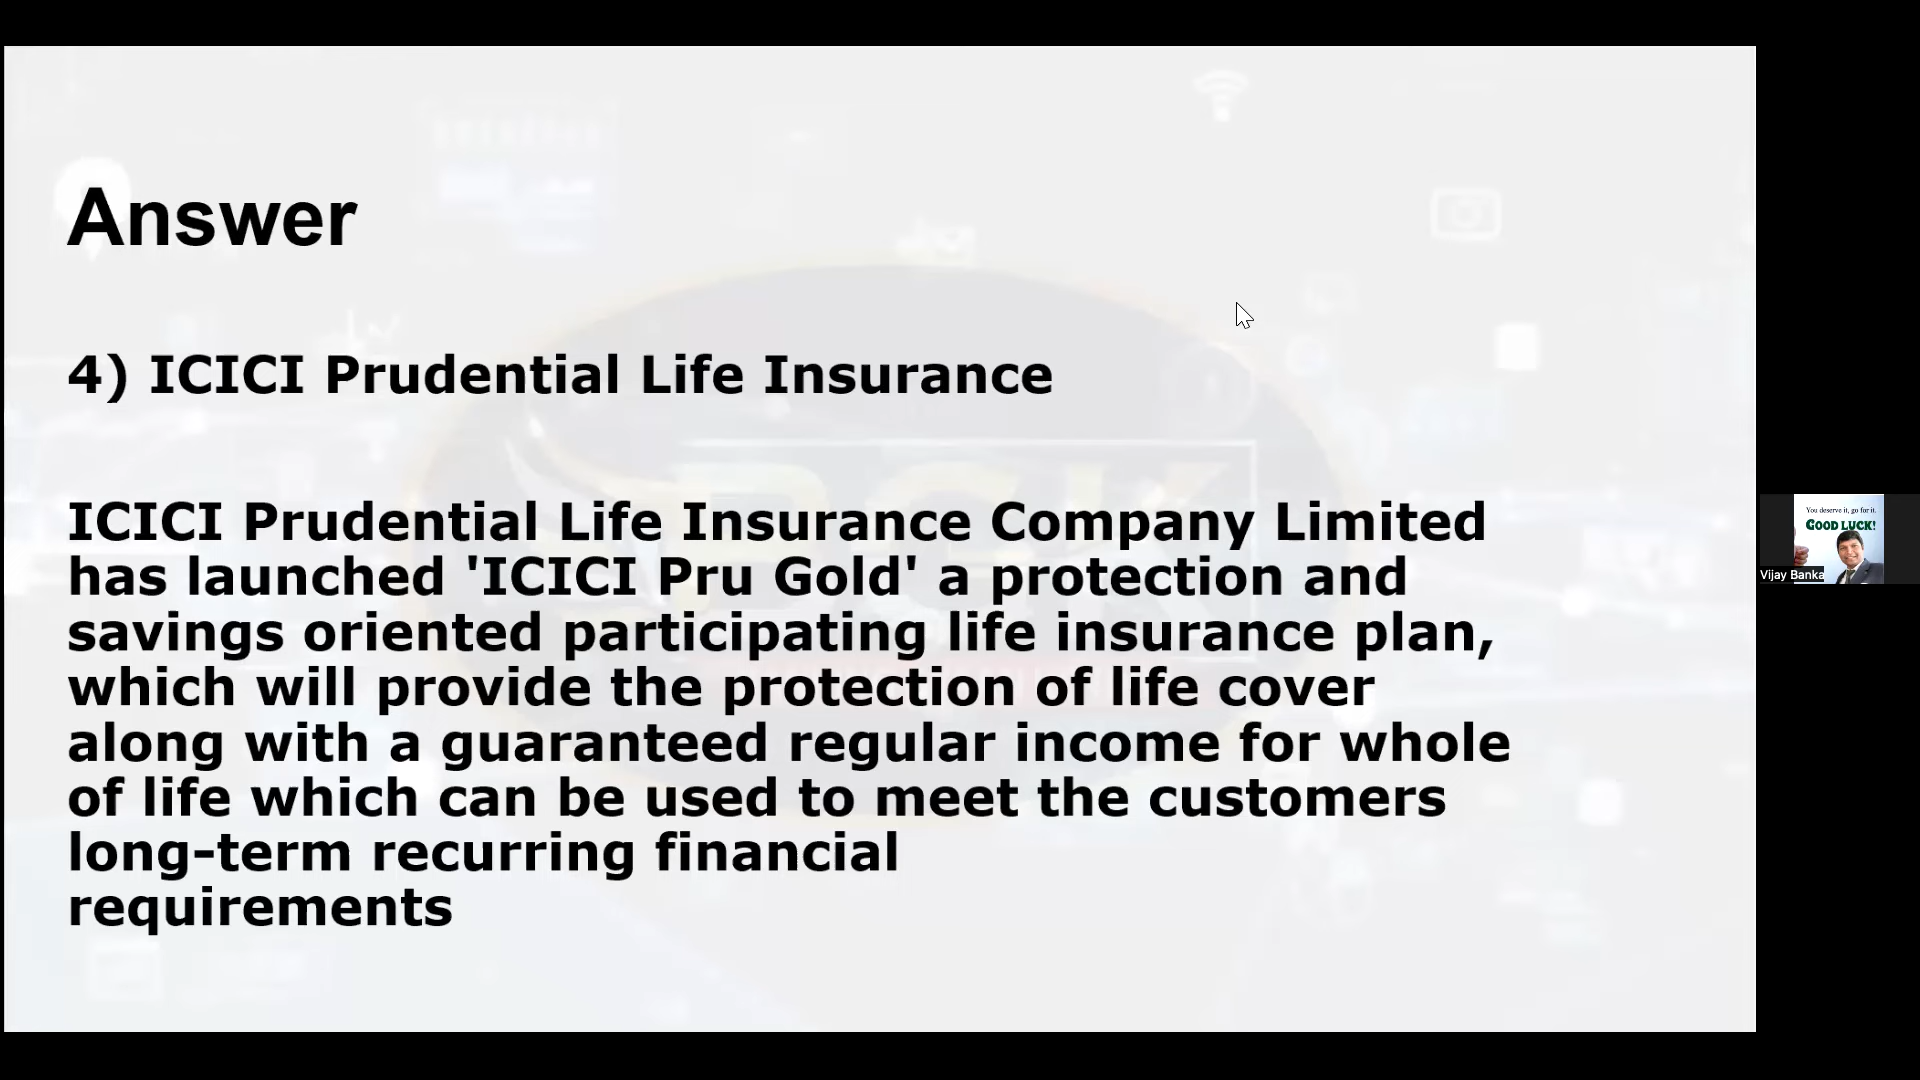 Answer
4) ICICI Prudential Life Insurance
ICICI Prudential Life Insurance Company Limited
has launched 'ICICI Pru Gold' a protection and
savings oriented participating life insurance plan,
which will provide the protection of life cover
along with a guaranteed regular income for whole
of life which can be used to meet the customers
long-term recurring financial
requirements
You deserve it, go for it.
GOOD LUCK!
Vijay Banka